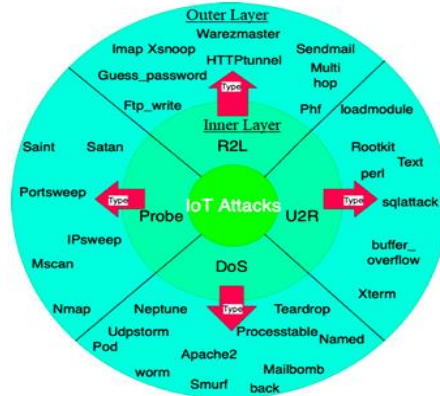 Outer Layer
Warezmaster
Imap Xsnoop
Sendmail
Guess_password
HTTPtunnel
Multi
hop
Type
Ftp_write
Phf
loadmodule
Inner Layer
R2L
Saint
Satan
Rootkit
Text
perl
Portsweep
Type
Probe
IoT Attacks
U2R
Type
sqlattack
IPsweep
buffer_
overflow
Mscan
DoS
Xterm
Nmap
Neptune
Type
Teardrop
Udpstorm
Processtable
Named
Pod
Apache2
worm
Mailbomb
Smurf
back